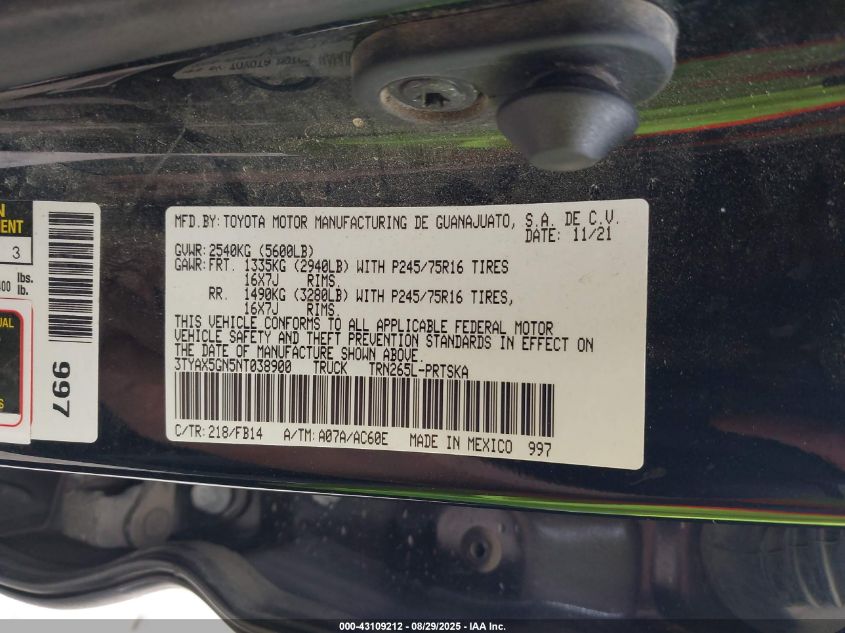 MFD. BY: TOYOTA MOTOR MANUFACTURING DE GUANAJUATO, S.A. DE C.V.
DATE: 11/21
GVWR: 2540KG (5600LB)
GAWR: FRT. 1335KG (2940LB) WITH P245/75R16 TIRES
16X7J RIMS.
RR. 1490KG (3280LB) WITH P245/75R16 TIRES,
16X7J RIMS.
THIS VEHICLE CONFORMS TO ALL APPLICABLE FEDERAL MOTOR
VEHICLE SAFETY AND THEFT PREVENTION STANDARDS IN EFFECT ON
THE DATE OF MANUFACTURE SHOWN ABOVE.
3TYAX5GN5NT038900 TRUCK TRN265L-PRTSKA
C/TR: 218/FB14 A/TM: A07A/AC60E MADE IN MEXICO 997
3
lbs.
lb.
997
000-43109212 - 08/29/2025 - IAA Inc.